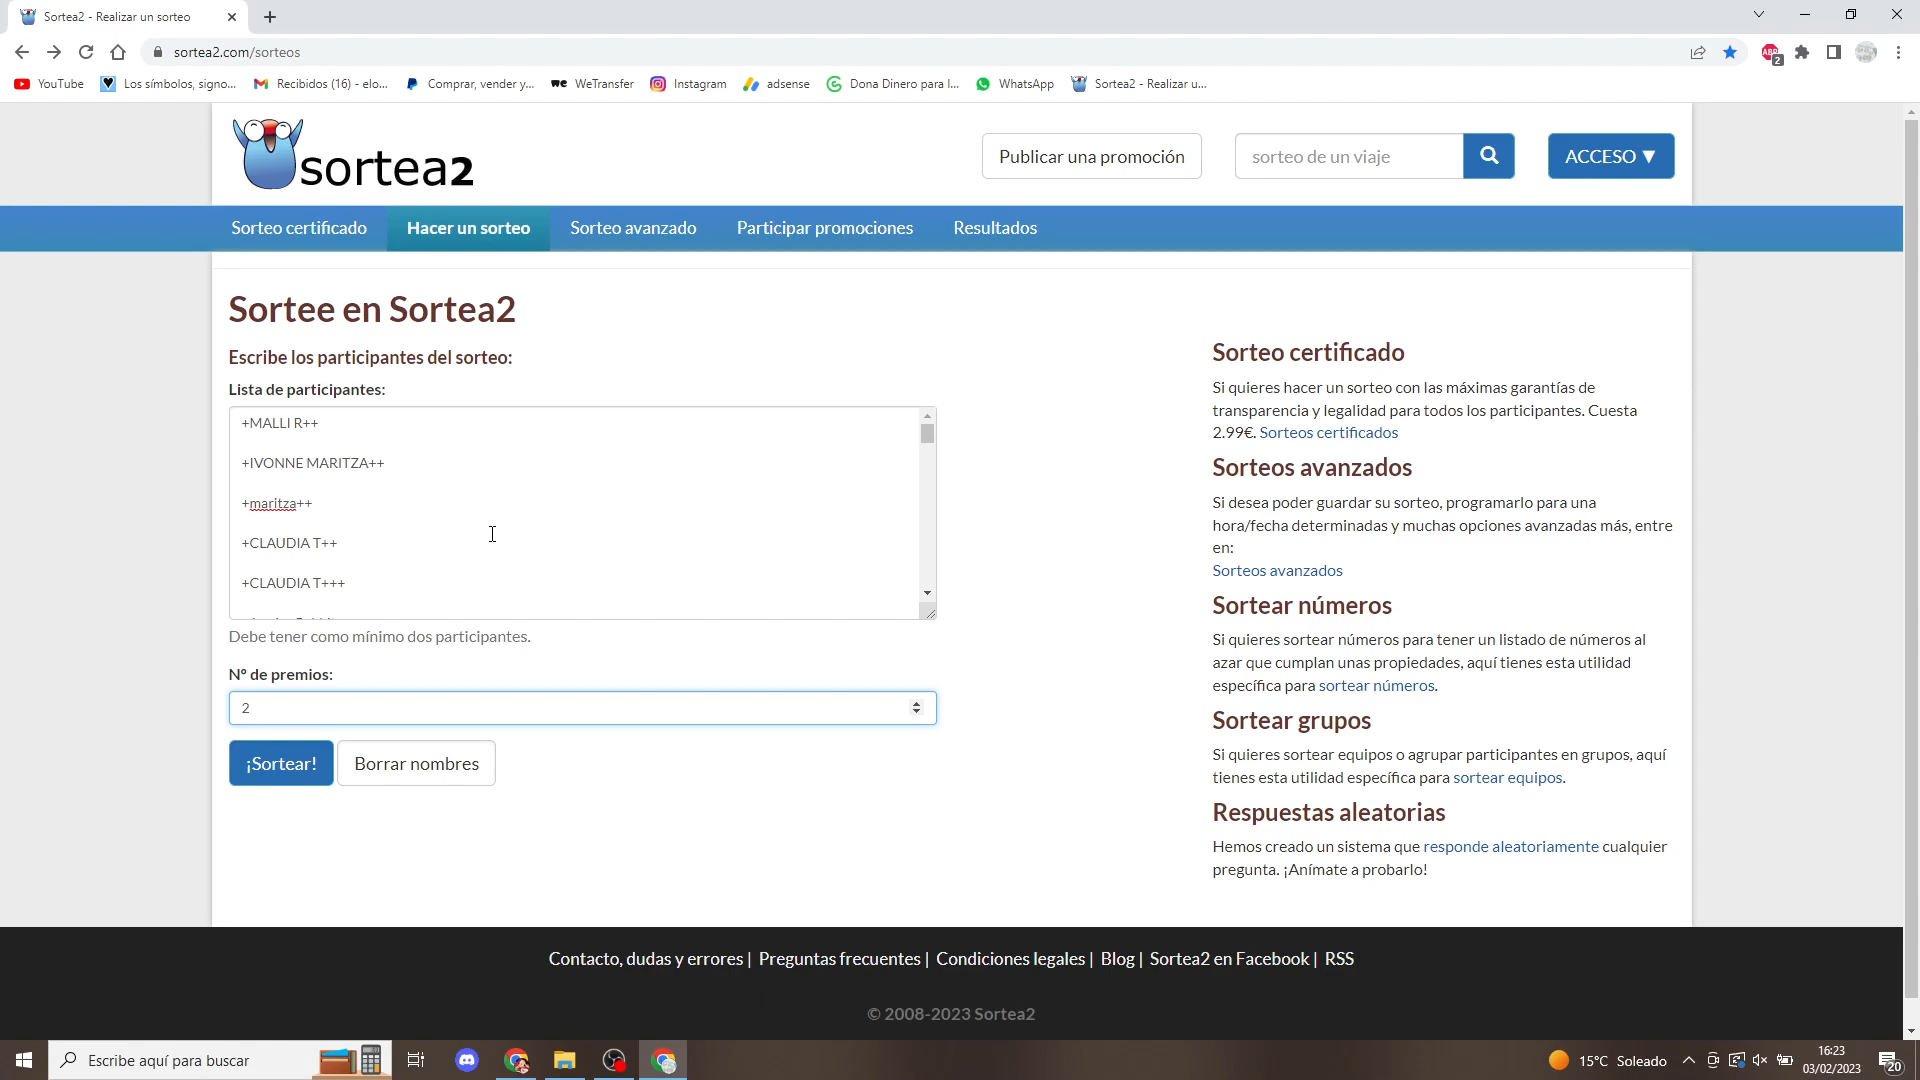 Sortea2 - Realizar un sorteo
sortea2.com/sorteos
ABP
2
YouTube
Los símbolos, signo...
Recibidos (16) - elo...
Comprar, vender y...
WeTransfer
Instagram
adsense
Dona Dinero para l...
WhatsApp
Sortea2 - Realizar u...
sortea2
Publicar una promoción
sorteo de un viaje
ACCESO ▼
Sorteo certificado
Hacer un sorteo
Sorteo avanzado
Participar promociones
Resultados
Sortee en Sortea2
Escribe los participantes del sorteo:
Lista de participantes:
+MALLI R++
+IVONNE MARITZA++
+maritza++
+CLAUDIA T++
+CLAUDIA T+++
Debe tener como mínimo dos participantes.
Nº de premios:
2
¡Sortear!
Borrar nombres
Sorteo certificado
Si quieres hacer un sorteo con las máximas garantías de
transparencia y legalidad para todos los participantes. Cuesta
2.99€. Sorteos certificados
Sorteos avanzados
Si desea poder guardar su sorteo, programarlo para una
hora/fecha determinadas y muchas opciones avanzadas más, entre
en:
Sorteos avanzados
Sortear números
Si quieres sortear números para tener un listado de números al
azar que cumplan unas propiedades, aquí tienes esta utilidad
específica para sortear números.
Sortear grupos
Si quieres sortear equipos o agrupar participantes en grupos, aquí
tienes esta utilidad específica para sortear equipos.
Respuestas aleatorias
Hemos creado un sistema que responde aleatoriamente cualquier
pregunta. ¡Anímate a probarlo!
Contacto, dudas y errores | Preguntas frecuentes | Condiciones legales | Blog | Sortea2 en Facebook | RSS
© 2008-2023 Sortea2
Escribe aquí para buscar
15°C Soleado
16:23
03/02/2023
20